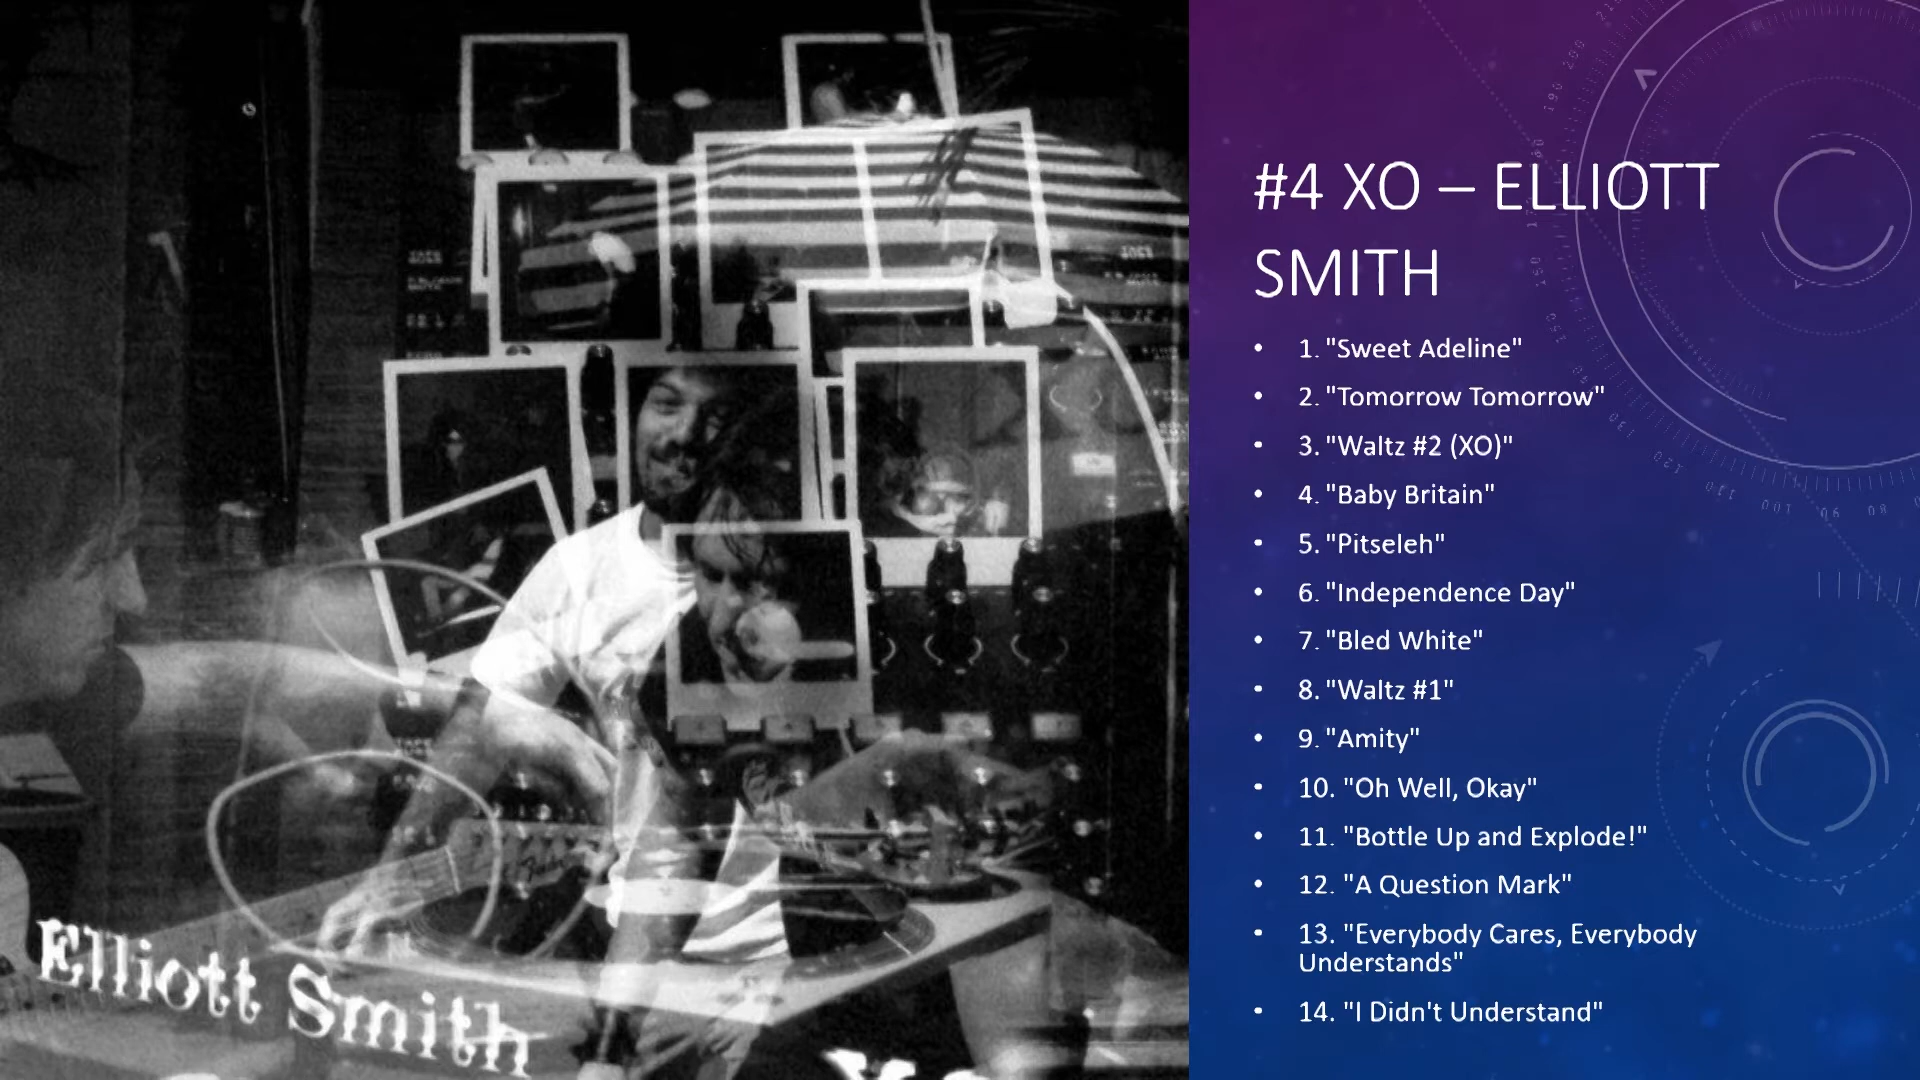 #4 XO – ELLIOTT
SMITH
• 1. "Sweet Adeline"
• 2. "Tomorrow Tomorrow"
• 3. "Waltz #2 (XO)"
• 4. "Baby Britain"
• 5. "Pitseleh"
• 6. "Independence Day"
• 7. "Bled White"
• 8. "Waltz #1"
• 9. "Amity"
• 10. "Oh Well, Okay"
• 11. "Bottle Up and Explode!"
• 12. "A Question Mark"
• 13. "Everybody Cares, Everybody
Understands"
• 14. "I Didn't Understand"
Elliott Smith